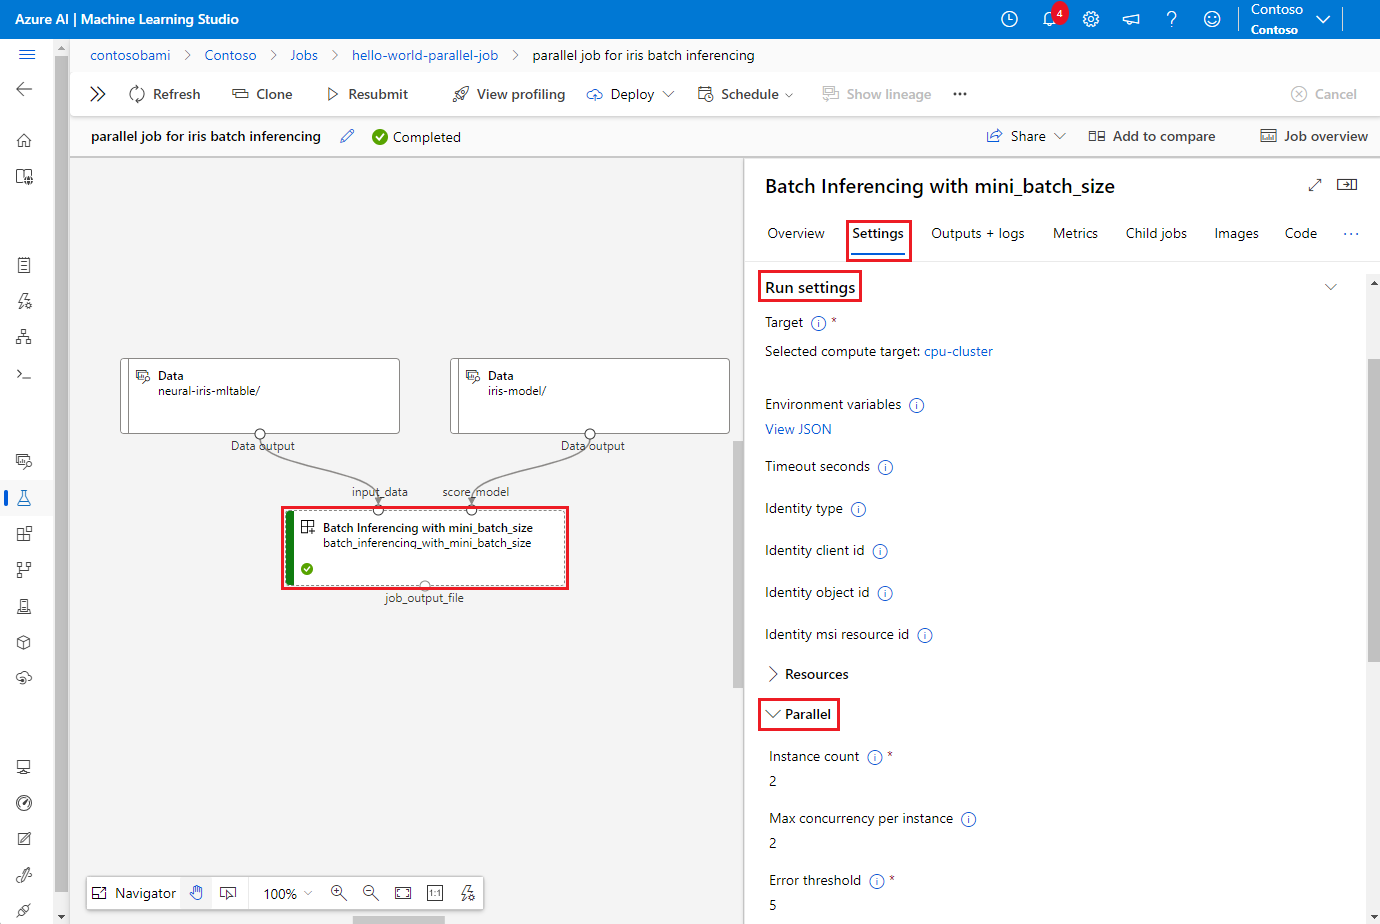 Azure AI | Machine Learning Studio
4
Contoso
Contoso
contosobami > Contoso > Jobs > hello-world-parallel-job > parallel job for iris batch inferencing
Refresh Clone Resubmit View profiling Deploy Schedule Show lineage ... Cancel
parallel job for iris batch inferencing Completed Share Add to compare Job overview
Data
neural-iris-mltable/
Data output
Data
iris-model/
Data output
input_data
score_model
Batch Inferencing with mini_batch_size
batch_inferencing_with_mini_batch_size
job_output_file
Navigator 100% 1:1
Batch Inferencing with mini_batch_size
Overview Settings Outputs + logs Metrics Child jobs Images Code ...
Run settings
Target *
Selected compute target: cpu-cluster
Environment variables
View JSON
Timeout seconds
Identity type
Identity client id
Identity object id
Identity msi resource id
Resources
Parallel
Instance count *
2
Max concurrency per instance
2
Error threshold *
5